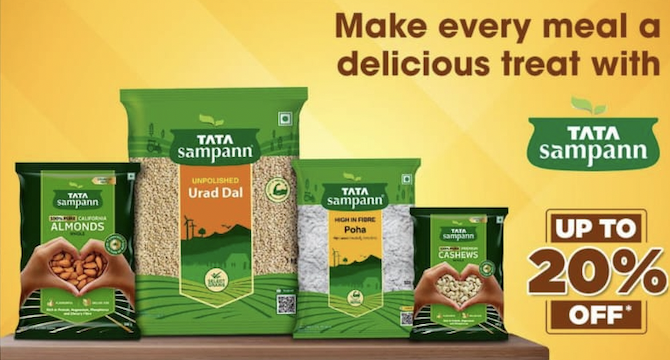 Make every meal a
delicious treat with
TATA
sampann
UP TO
20%
OFF*
TATA
sampann
100% PURE CALIFORNIA
ALMONDS
WHOLE
TATA
sampann
UNPOLISHED
Urad Dal
TATA
sampann
HIGH IN FIBRE
Poha
TATA
sampann
CASHEWS